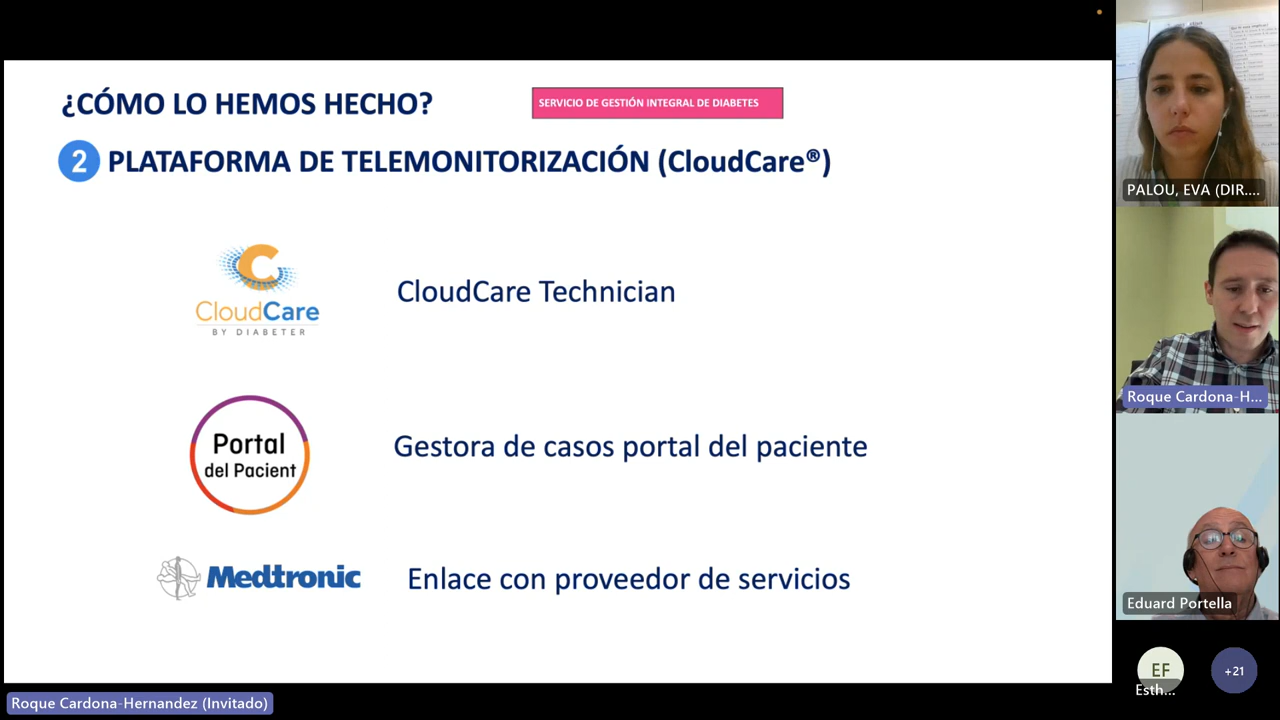 ¿CÓMO LO HEMOS HECHO?
SERVICIO DE GESTIÓN INTEGRAL DE DIABETES
2 PLATAFORMA DE TELEMONITORIZACIÓN (CloudCare®)
CloudCare
BY DIABETER
CloudCare Technician
Portal
del Pacient
Gestora de casos portal del paciente
Medtronic
Enlace con proveedor de servicios
Roque Cardona-Hernandez (Invitado)
PALOU, EVA (DIR....
Roque Cardona-H...
Eduard Portella
EF
Esth...
+21